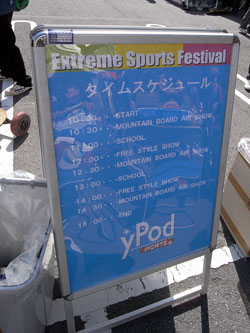 Extreme Sports Festival
タイムスケジュール
10:00 ---START
10:30 ---MOUNTAIN BOARD AIR SHOW
11:00 ---SCHOOL
12:00 ---FREE STYLE SHOW
12:30 ---MOUNTAIN BOARD AIR SHOW
13:00 ---SCHOOL
14:00 ---FREE STYLE SHOW
14:30 ---MOUNTAIN BOARD AIR SHOW
15:00 ---END
yPod